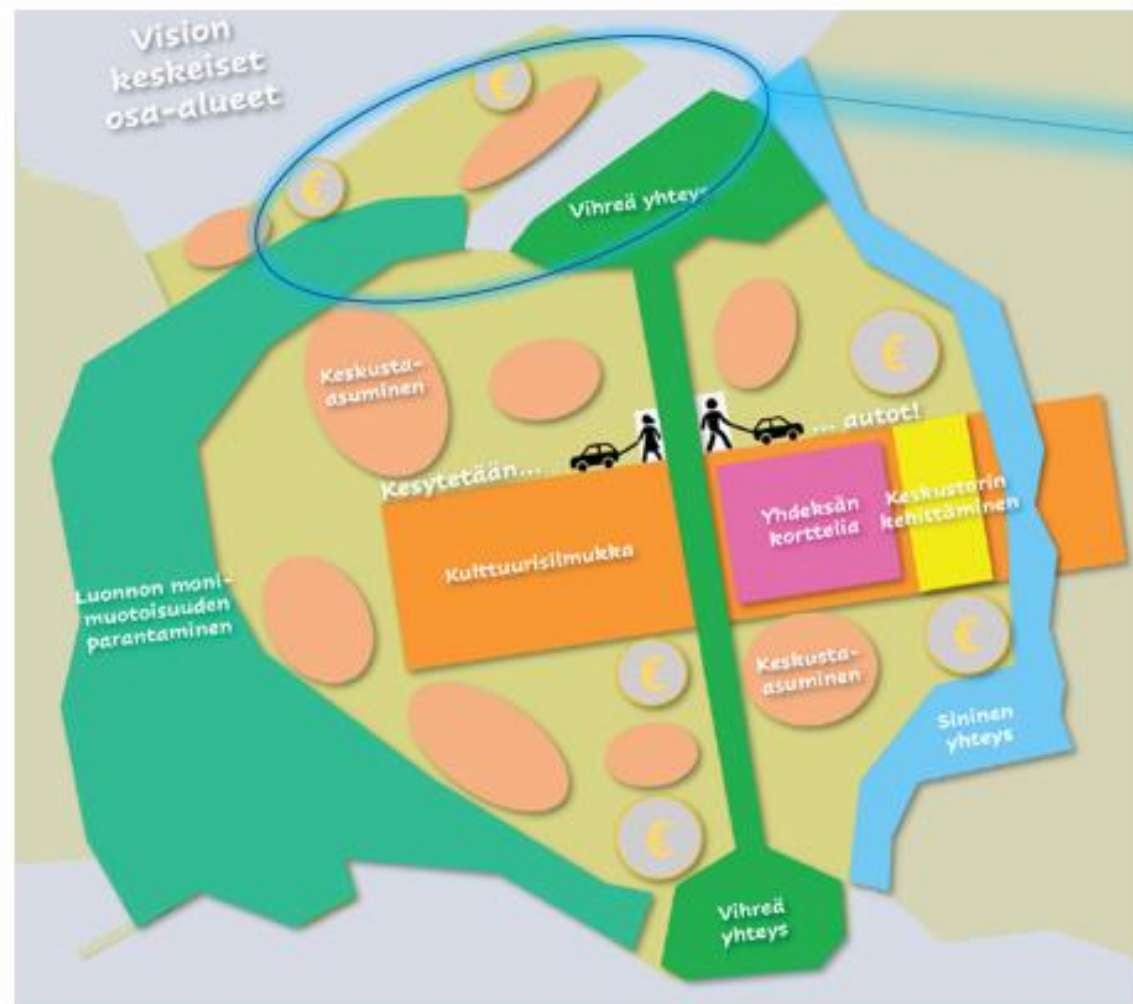 Vision
keskeiset
osa-alueet
€
€
Vihreä yhteys
Keskusta-
asuminen
€
Kesytetään...
... autot!
Kulttuurisilmukka
Yhdeksän
korttelia
Keskustorin
kehittäminen
Luonnon moni-
muotoisuuden
parantaminen
€
€
Keskusta-
asuminen
Sininen
yhteys
€
Vihreä
yhteys